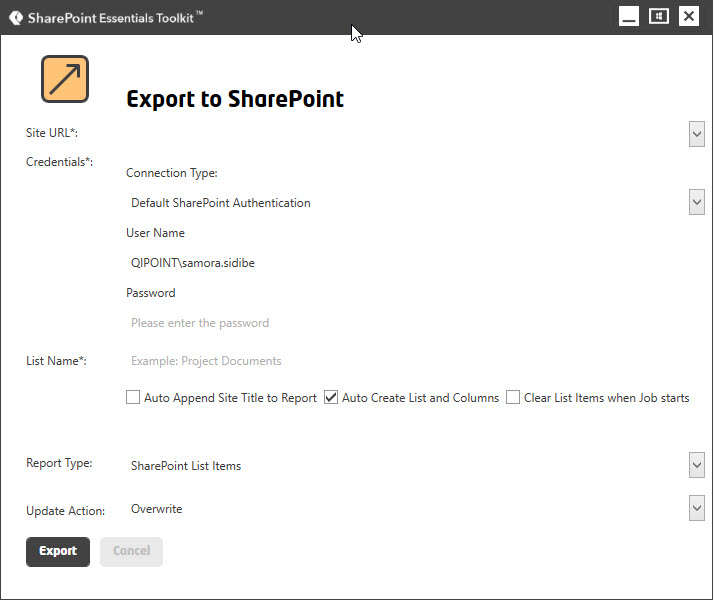 SharePoint Essentials Toolkit™
Export to SharePoint
Site URL*:
Credentials*:
Connection Type:
Default SharePoint Authentication
User Name
QIPOINT\samora.sidibe
Password
Please enter the password
List Name*: Example: Project Documents
Auto Append Site Title to Report Auto Create List and Columns Clear List Items when Job starts
Report Type: SharePoint List Items
Update Action: Overwrite
Export Cancel